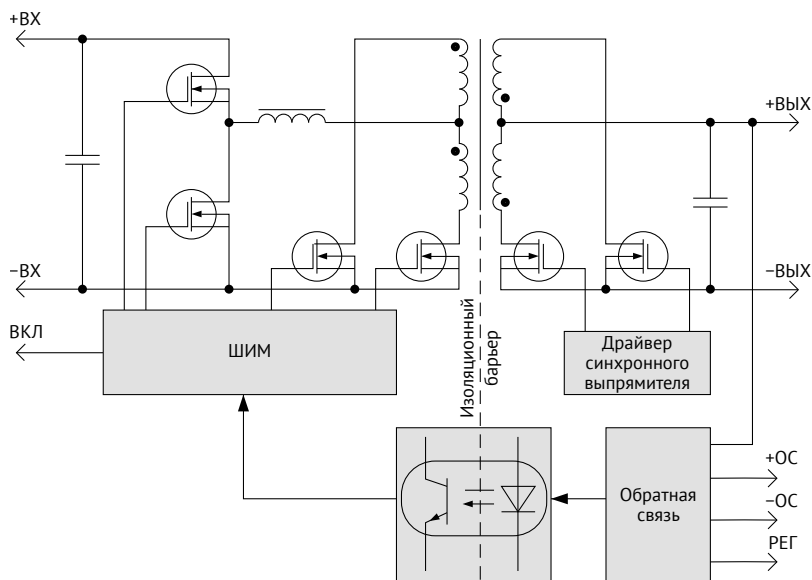 +ВХ
+ВЫХ
−ВХ
−ВЫХ
ВКЛ
ШИМ
Изоляционный
барьер
Драйвер
синхронного
выпрямителя
Обратная
связь
+ОС
−ОС
РЕГ